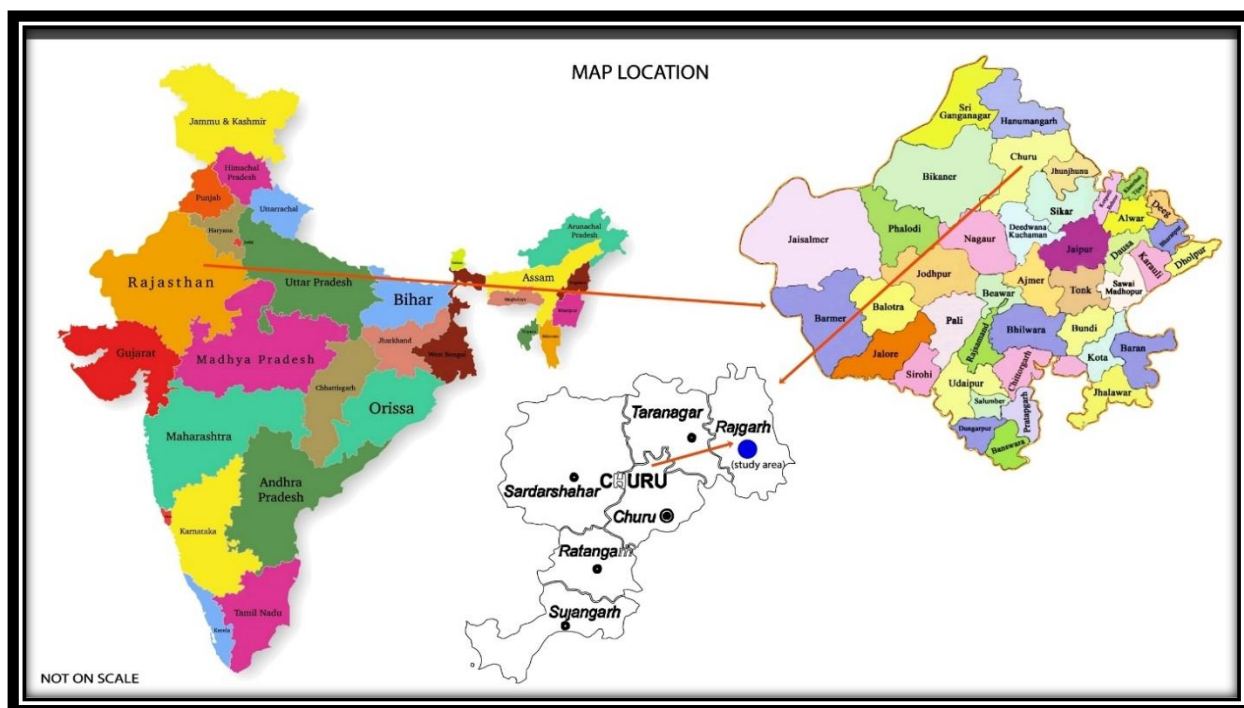 MAP LOCATION
Jammu & Kashmir
Himachal
Pradesh
Punjab
Uttarrachal
Haryana
Rajasthan
Uttar Pradesh
Bihar
Arunachal
Pradesh
Assam
Gujarat
Madhya Pradesh
Jharkhand
West Bengal
Chhattisgarh
Orissa
Maharashtra
Andhra
Pradesh
Karnataka
Tamil Nadu
Kerala
Sri
Ganganagar
Hanumangarh
Churu
Jhunjhunu
Bikaner
Sikar
Alwar
Deeg
Jaisalmer
Phalodi
Nagaur
Deedwana
Kuchaman
Jaipur
Dausa
Bharatpur
Dholpur
Karauli
Jodhpur
Ajmer
Tonk
Sawai
Madhopur
Barmer
Balotra
Beawar
Pali
Rajsamand
Bhilwara
Bundi
Kota
Baran
Jalore
Sirohi
Udaipur
Chittorgarh
Jhalawar
Salumber
Pratapgarh
Dungarpur
Banswara
Taranagar
Rajgarh
(study area)
CHURU
Sardarshahar
Churu
Sujangarh
NOT ON SCALE